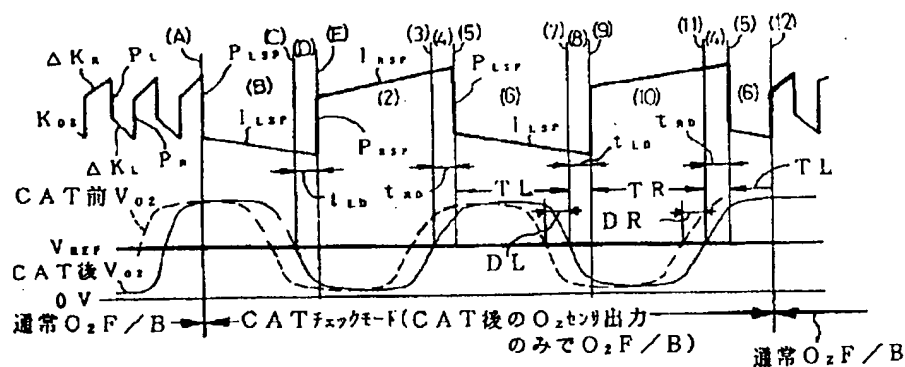 (A) (C) (D) (E) (3) (4) (5) (7) (8) (9) (11) (4) (5) (12)
ΔKR PL PLSP (B) IRSP (2) PLSP (6) (10) (6)
KO2 ILSP PRSP ILSP tLD tRD
ΔKL PR tLD tRD TL TR TL
CAT前VO2 DL DR
VREF
CAT後VO2
0V
通常O2F/B CATチェックモード(CAT後のO2センサ出力
のみでO2F/B) 通常O2F/B